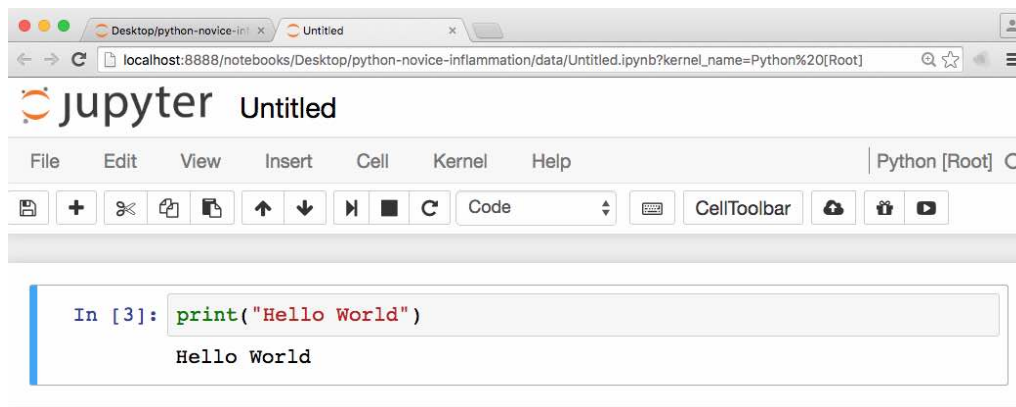 Desktop/python-novice-in Untitled
localhost:8888/notebooks/Desktop/python-novice-inflammation/data/Untitled.ipynb?kernel_name=Python%20[Root]
jupyter Untitled
File Edit View Insert Cell Kernel Help Python [Root]
Code CellToolbar
In [3]: print("Hello World")
Hello World